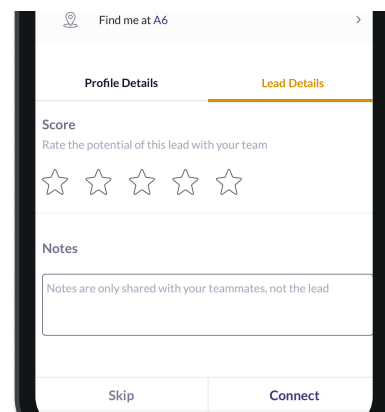 Find me at A6
Profile Details Lead Details
Score
Rate the potential of this lead with your team
Notes
Notes are only shared with your teammates, not the lead
Skip Connect